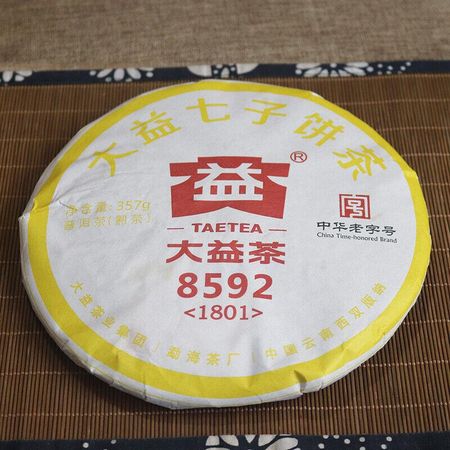 大益七子饼茶
净含量:357g
普洱茶(熟茶)
益®
TAETEA
大益茶
8592
<1801>
中华老字号
China Time-honored Brand
大益茶业集团｜勐海茶厂｜中国云南西双版纳